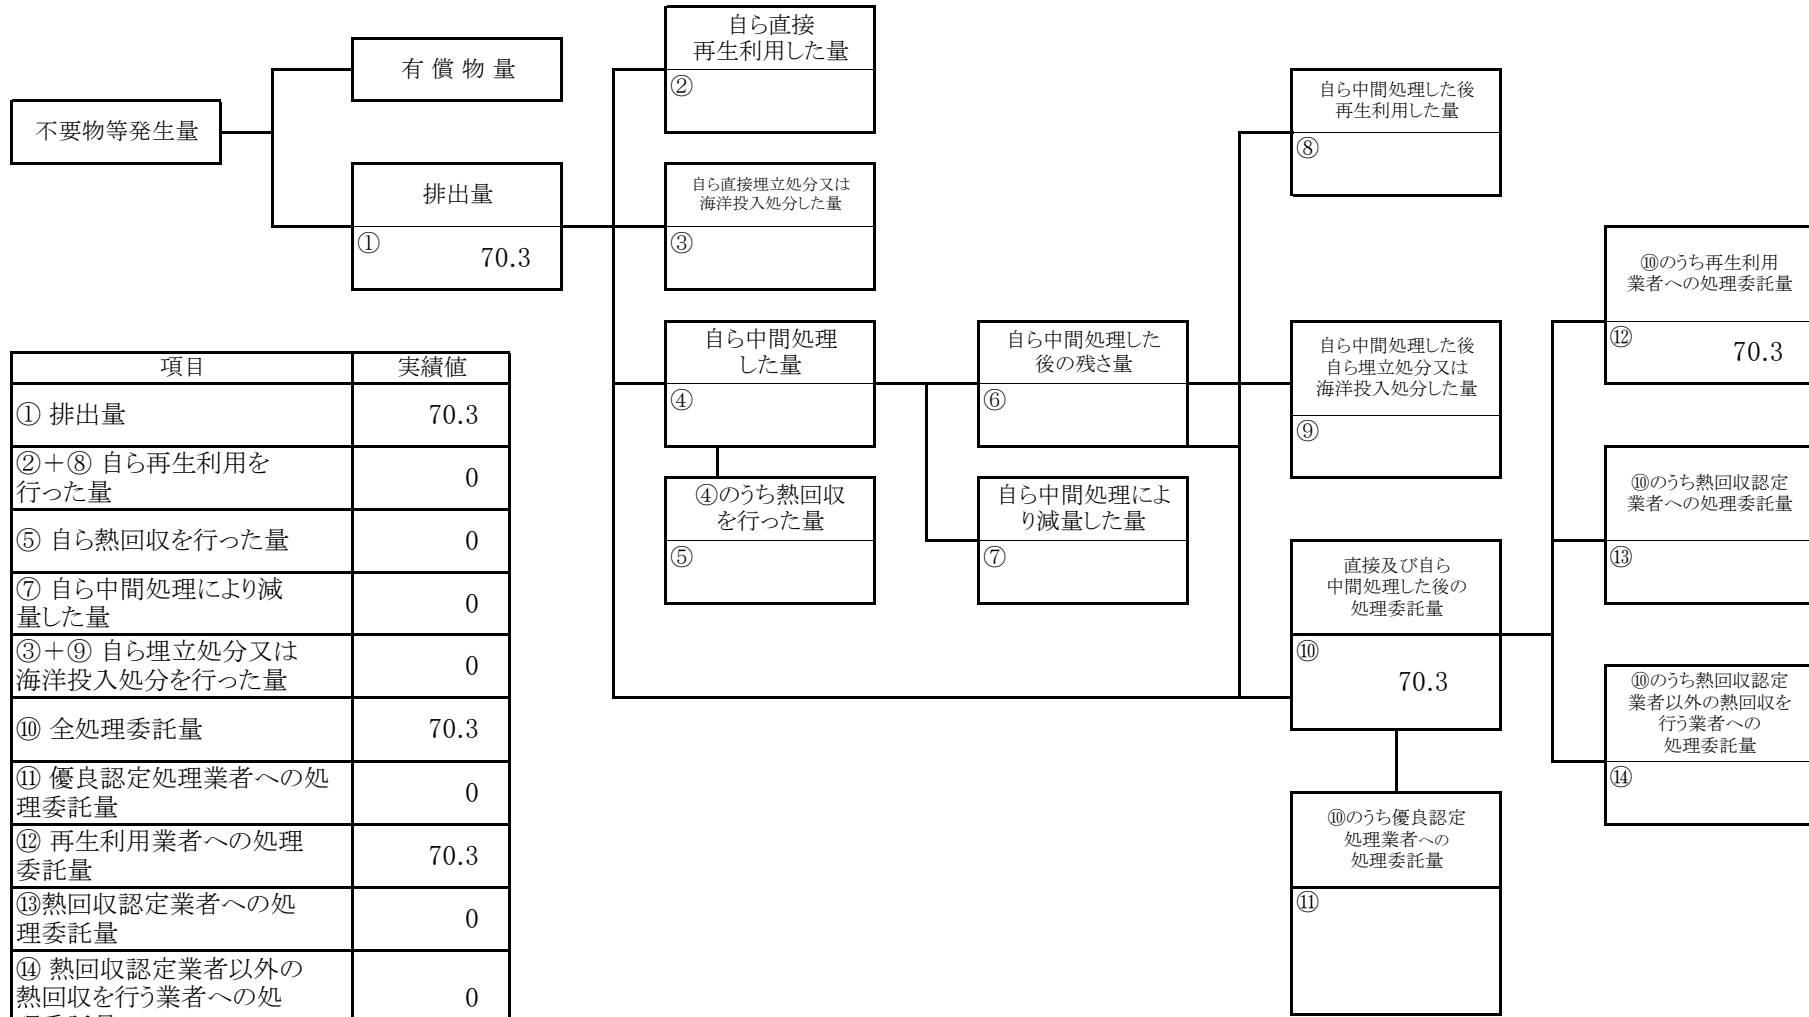 不要物等発生量
有償物量
排出量
①
70.3
自ら直接
再生利用した量
②
自ら直接埋立処分又は
海洋投入処分した量
③
自ら中間処理
した量
④
④のうち熱回収
を行った量
⑤
自ら中間処理した
後の残さ量
⑥
自ら中間処理によ
り減量した量
⑦
自ら中間処理した後
再生利用した量
⑧
自ら中間処理した後
自ら埋立処分又は
海洋投入処分した量
⑨
直接及び自ら
中間処理した後の
処理委託量
⑩
70.3
⑩のうち優良認定
処理業者への
処理委託量
⑪
⑩のうち再生利用
業者への処理委託量
⑫
70.3
⑩のうち熱回収認定
業者への処理委託量
⑬
⑩のうち熱回収認定
業者以外の熱回収を
行う業者への
処理委託量
⑭
項目 実績値
① 排出量 70.3
②＋⑧ 自ら再生利用を
行った量 0
⑤ 自ら熱回収を行った量 0
⑦ 自ら中間処理により減
量した量 0
③＋⑨ 自ら埋立処分又は
海洋投入処分を行った量 0
⑩ 全処理委託量 70.3
⑪ 優良認定処理業者への処
理委託量 0
⑫ 再生利用業者への処理
委託量 70.3
⑬熱回収認定業者への処
理委託量 0
⑭ 熱回収認定業者以外の
熱回収を行う業者への処 0